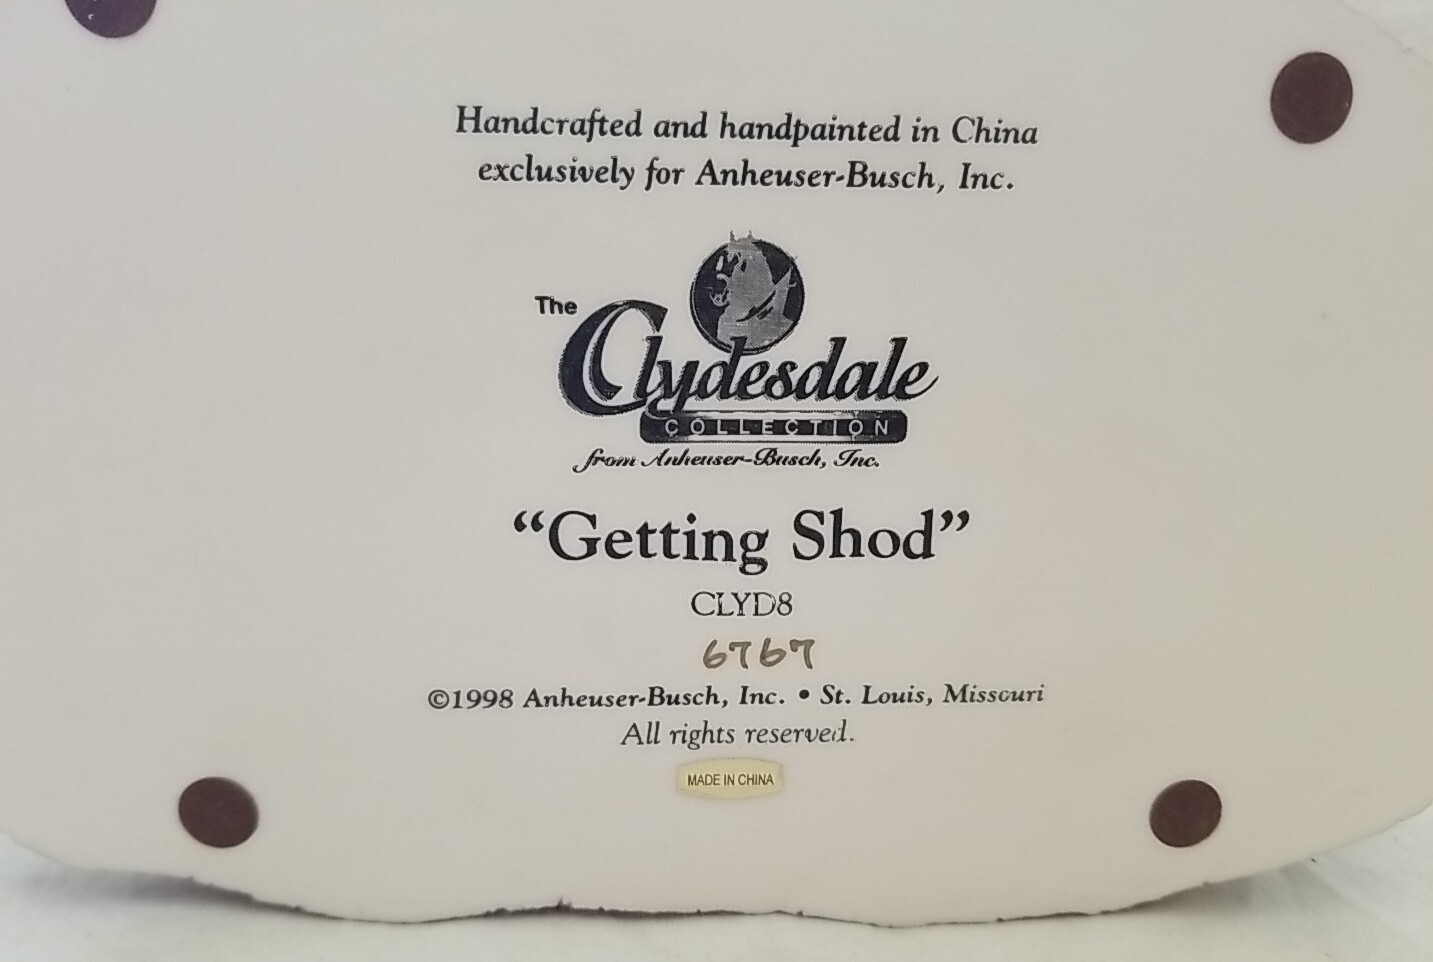 Handcrafted and handpainted in China
exclusively for Anheuser-Busch, Inc.
The
Clydesdale
COLLECTION
from Anheuser-Busch, Inc.
“Getting Shod”
CLYD8
6767
©1998 Anheuser-Busch, Inc. • St. Louis, Missouri
All rights reserved.
MADE IN CHINA